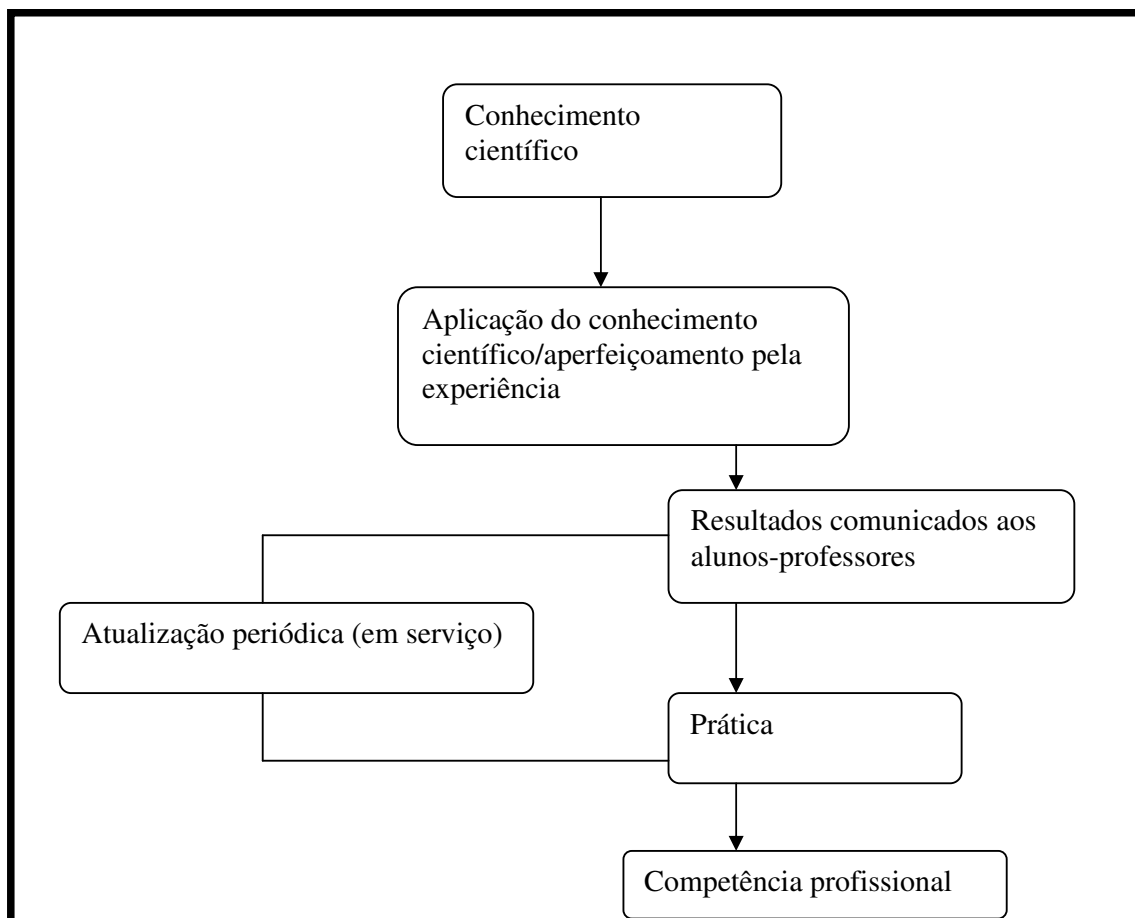 Conhecimento
científico
Aplicação do conhecimento
científico/aperfeiçoamento pela
experiência
Resultados comunicados aos
alunos-professores
Atualização periódica (em serviço)
Prática
Competência profissional